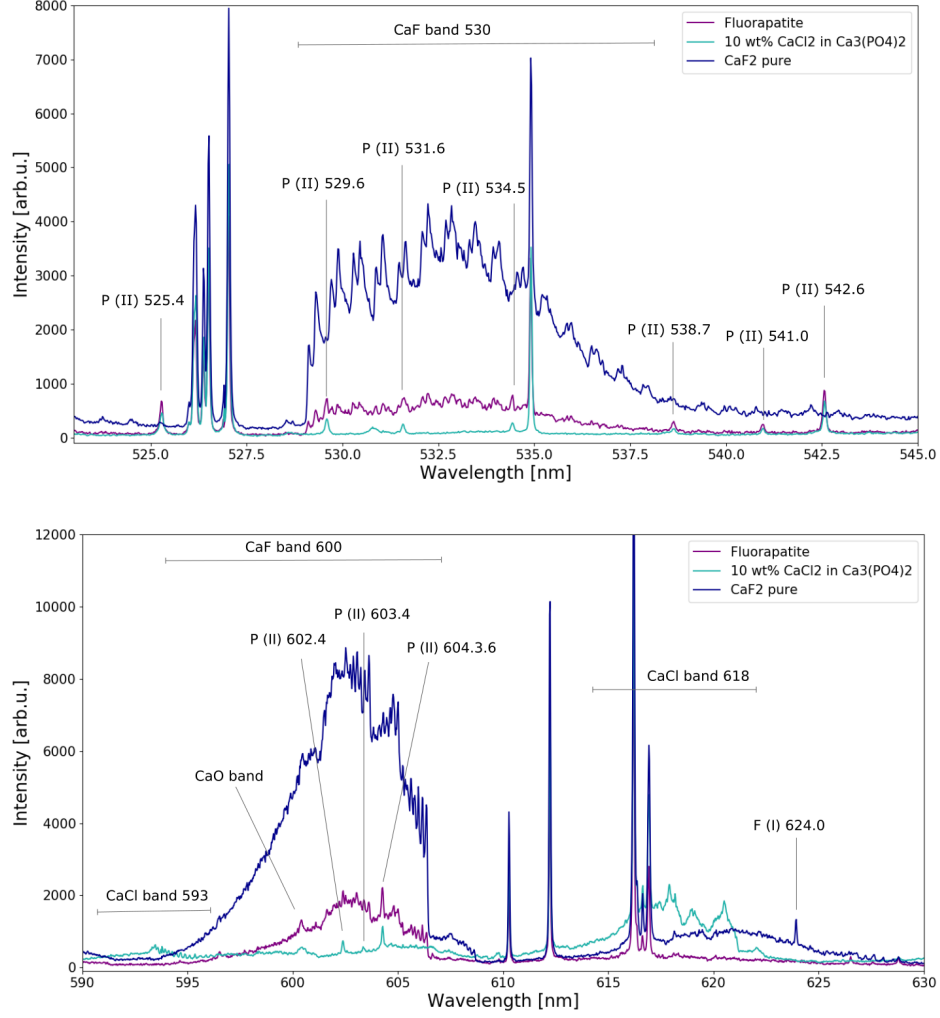 8000
7000
6000
5000
4000
3000
2000
1000
0
Intensity [arb.u.]
CaF band 530
Fluorapatite
10 wt% CaCl2 in Ca3(PO4)2
CaF2 pure
P (II) 531.6
P (II) 529.6
P (II) 534.5
P (II) 525.4
P (II) 542.6
P (II) 538.7
P (II) 541.0
525.0 527.5 530.0 532.5 535.0 537.5 540.0 542.5 545.0
Wavelength [nm]
12000
10000
8000
6000
4000
2000
0
Intensity [arb.u.]
CaF band 600
Fluorapatite
10 wt% CaCl2 in Ca3(PO4)2
CaF2 pure
P (II) 603.4
P (II) 602.4
P (II) 604.3.6
CaCl band 618
CaO band
F (I) 624.0
CaCl band 593
590 595 600 605 610 615 620 625 630
Wavelength [nm]